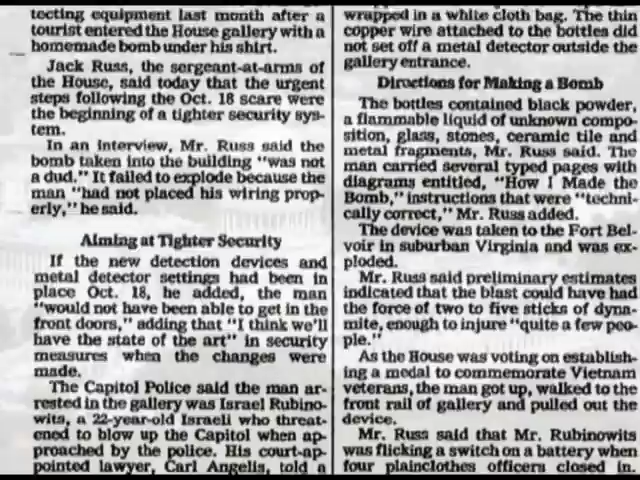 tecting equipment last month after a
tourist entered the House gallery with a
homemade bomb under his shirt.
Jack Russ, the sergeant-at-arms of
the House, said today that the urgent
steps following the Oct. 18 scare were
the beginning of a tighter security sys-
tem.
In an interview, Mr. Russ said the
bomb taken into the building "was not
a dud." It failed to explode because the
man "had not placed his wiring prop-
erly," he said.
Aiming at Tighter Security
If the new detection devices and
metal detector settings had been in
place Oct. 18, he added, the man
"would not have been able to get in the
front doors," adding that "I think we'll
have the state of the art" in security
measures when the changes were
made.
The Capitol Police said the man ar-
rested in the gallery was Israel Rubino-
wits, a 22-year-old Israeli who threat-
ened to blow up the Capitol when ap-
proached by the police. His court-ap-
pointed lawyer, Carl Angelis, told a
wrapped in a white cloth bag. The thin
copper wire attached to the bottles did
not set off a metal detector outside the
gallery entrance.
Directions for Making a Bomb
The bottles contained black powder,
a flammable liquid of unknown compo-
sition, glass, stones, ceramic tile and
metal fragments, Mr. Russ said. The
man carried several typed pages with
diagrams entitled, "How I Made the
Bomb," instructions that were "techni-
cally correct," Mr. Russ added.
The device was taken to the Fort Bel-
voir in suburban Virginia and was ex-
ploded.
Mr. Russ said preliminary estimates
indicated that the blast could have had
the force of two to five sticks of dyna-
mite, enough to injure "quite a few peo-
ple."
As the House was voting on establish-
ing a medal to commemorate Vietnam
veterans, the man got up, walked to the
front rail of gallery and pulled out the
device.
Mr. Russ said that Mr. Rubinowits
was flicking a switch on a battery when
four plainclothes officers closed in.